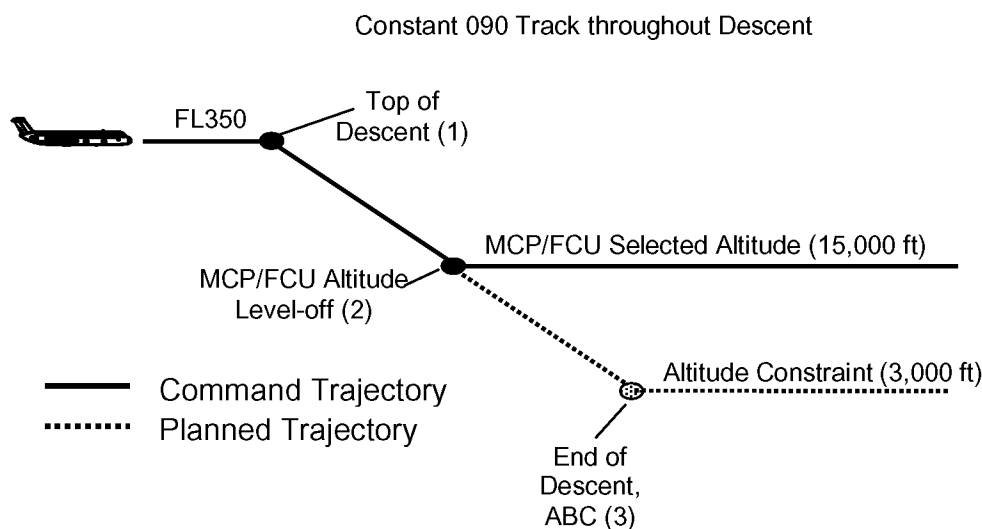 Constant 090 Track throughout Descent
FL350
Top of
Descent (1)
MCP/FCU Selected Altitude (15,000 ft)
MCP/FCU Altitude
Level-off (2)
Altitude Constraint (3,000 ft)
Command Trajectory
Planned Trajectory
End of
Descent,
ABC (3)